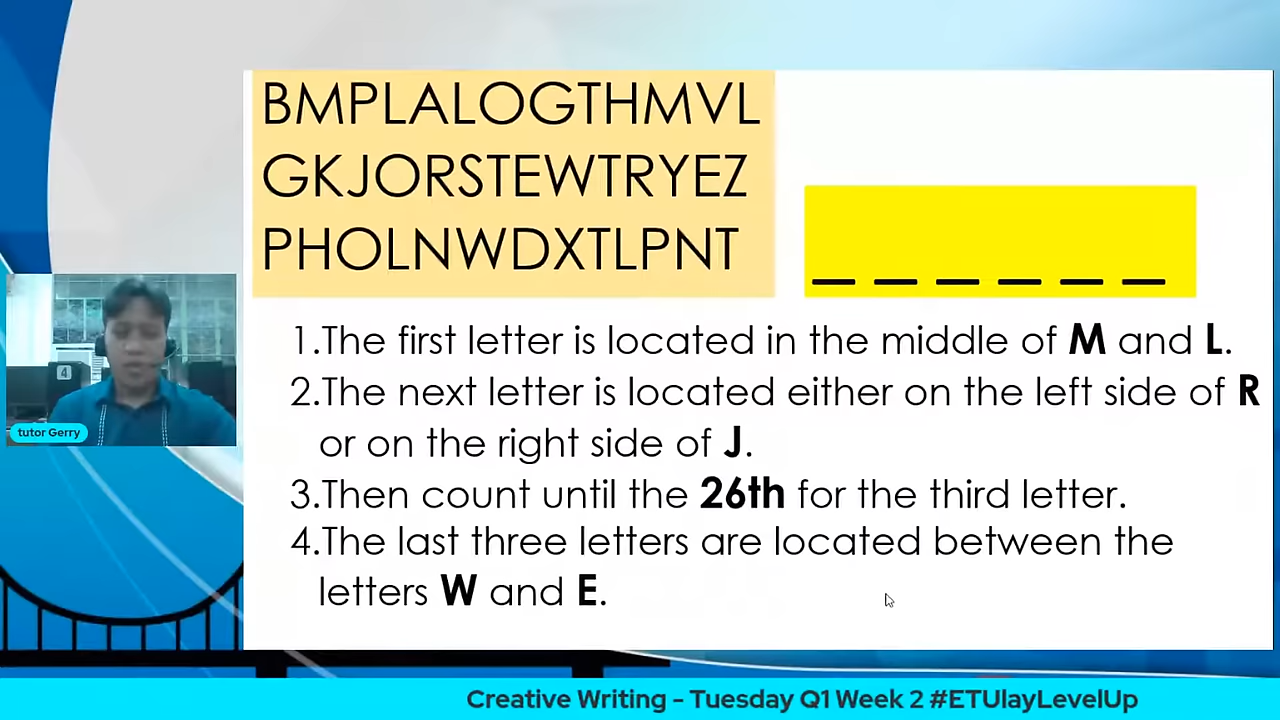 BMPLALOGTHMVL
GKJORSTEWTRYEZ
PHOLNWDXTLPNT
_ _ _ _ _ _
1.The first letter is located in the middle of M and L.
2.The next letter is located either on the left side of R
or on the right side of J.
3.Then count until the 26th for the third letter.
4.The last three letters are located between the
letters W and E.
4
tutor Gerry
Creative Writing - Tuesday Q1 Week 2 #ETUlayLevelUp